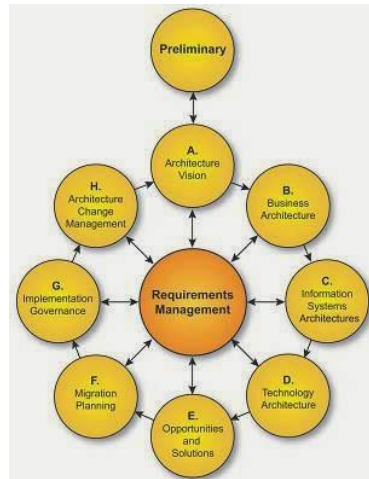 Preliminary
A.
Architecture
Vision
B.
Business
Architecture
C.
Information
Systems
Architectures
D.
Technology
Architecture
E.
Opportunities
and
Solutions
F.
Migration
Planning
G.
Implementation
Governance
H.
Architecture
Change
Management
Requirements
Management